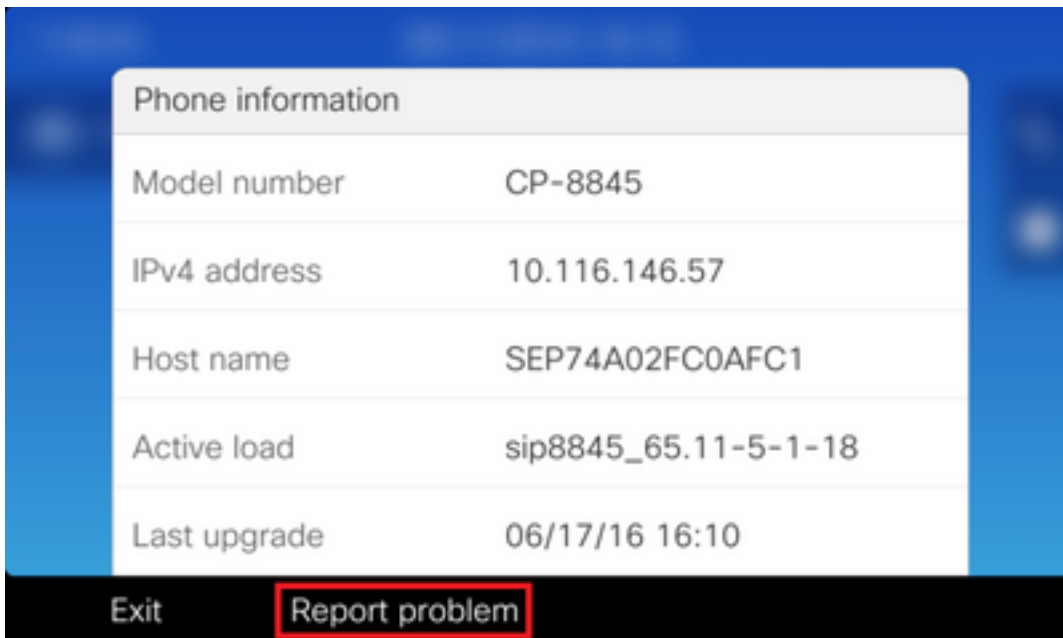 Phone information
Model number CP-8845
IPv4 address 10.116.146.57
Host name SEP74A02FC0AFC1
Active load sip8845_65.11-5-1-18
Last upgrade 06/17/16 16:10
Exit Report problem